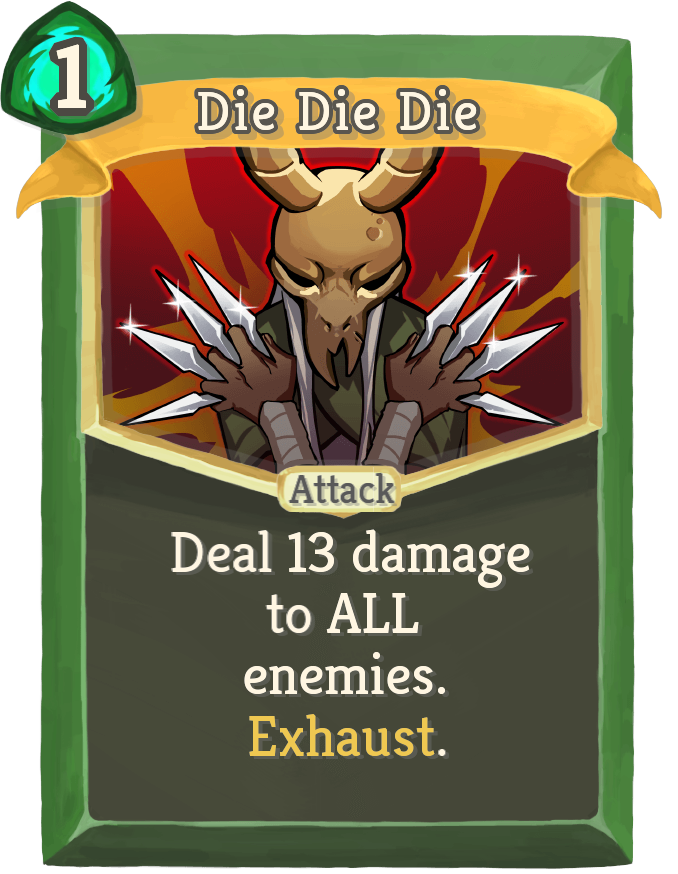 1
Die Die Die
Attack
Deal 13 damage
to ALL
enemies.
Exhaust.